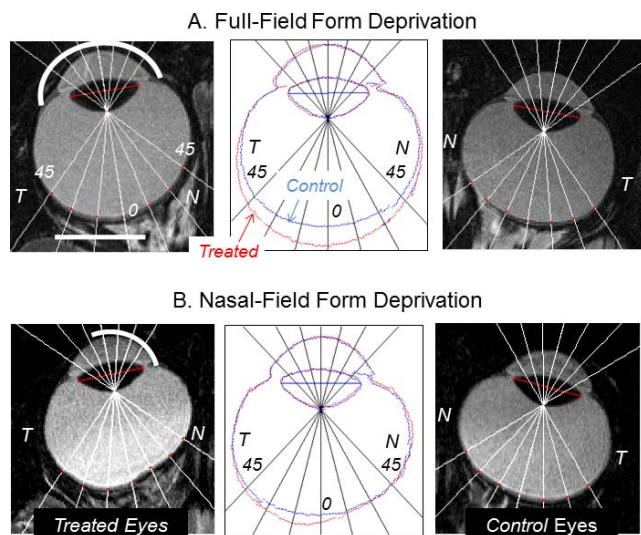 A. Full-Field Form Deprivation
T N N
45 45
45 45
Control
T 0 N 0 T
Treated
B. Nasal-Field Form Deprivation
N
T N T N T
45 45
0
Treated Eyes Control Eyes